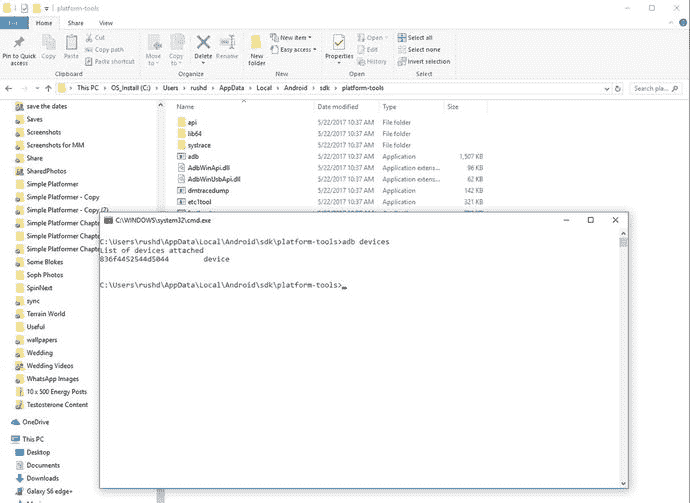 platform-tools
File Home Share View
Pin to Quick access Copy Paste Cut Copy path Paste shortcut Move to Copy to Delete Rename New folder New item Easy access Properties Open Edit History Select all Select none Invert selection
Clipboard Organize New Open Select
This PC > OS_Install (C:) > Users > rushd > AppData > Local > Android > sdk > platform-tools Search pla...
Name Date modified Type Size
save the dates
Saves
Screenshots
Screenshots for MM
Share
SharedPhotos
Simple Platformer
Simple Platformer - Copy
Simple Platformer - Copy (2)
Simple Platformer Chapte
Simple Platformer Chapte
Simple Platformer Chapte
Some Blokes
Soph Photos
SpinNext
sync
Terrain World
Useful
wallpapers
Wedding
Wedding Videos
WhatsApp Images
10 x 500 Energy Posts
Testosterone Content
OneDrive
This PC
Desktop
Documents
Downloads
Galaxy S6 edge+
api 5/22/2017 10:37 AM File folder
lib64 5/22/2017 10:37 AM File folder
systrace 5/22/2017 10:37 AM File folder
adb 5/22/2017 10:37 AM Application 1,507 KB
AdbWinApi.dll 5/22/2017 10:37 AM Application extens... 96 KB
AdbWinUsbApi.dll 5/22/2017 10:37 AM Application extens... 62 KB
dmtracedump 5/22/2017 10:37 AM Application 142 KB
etc1tool 5/22/2017 10:37 AM Application 321 KB
C:\WINDOWS\system32\cmd.exe
C:\Users\rushd\AppData\Local\Android\sdk\platform-tools>adb devices
List of devices attached
836f4452544d5044 device
C:\Users\rushd\AppData\Local\Android\sdk\platform-tools>